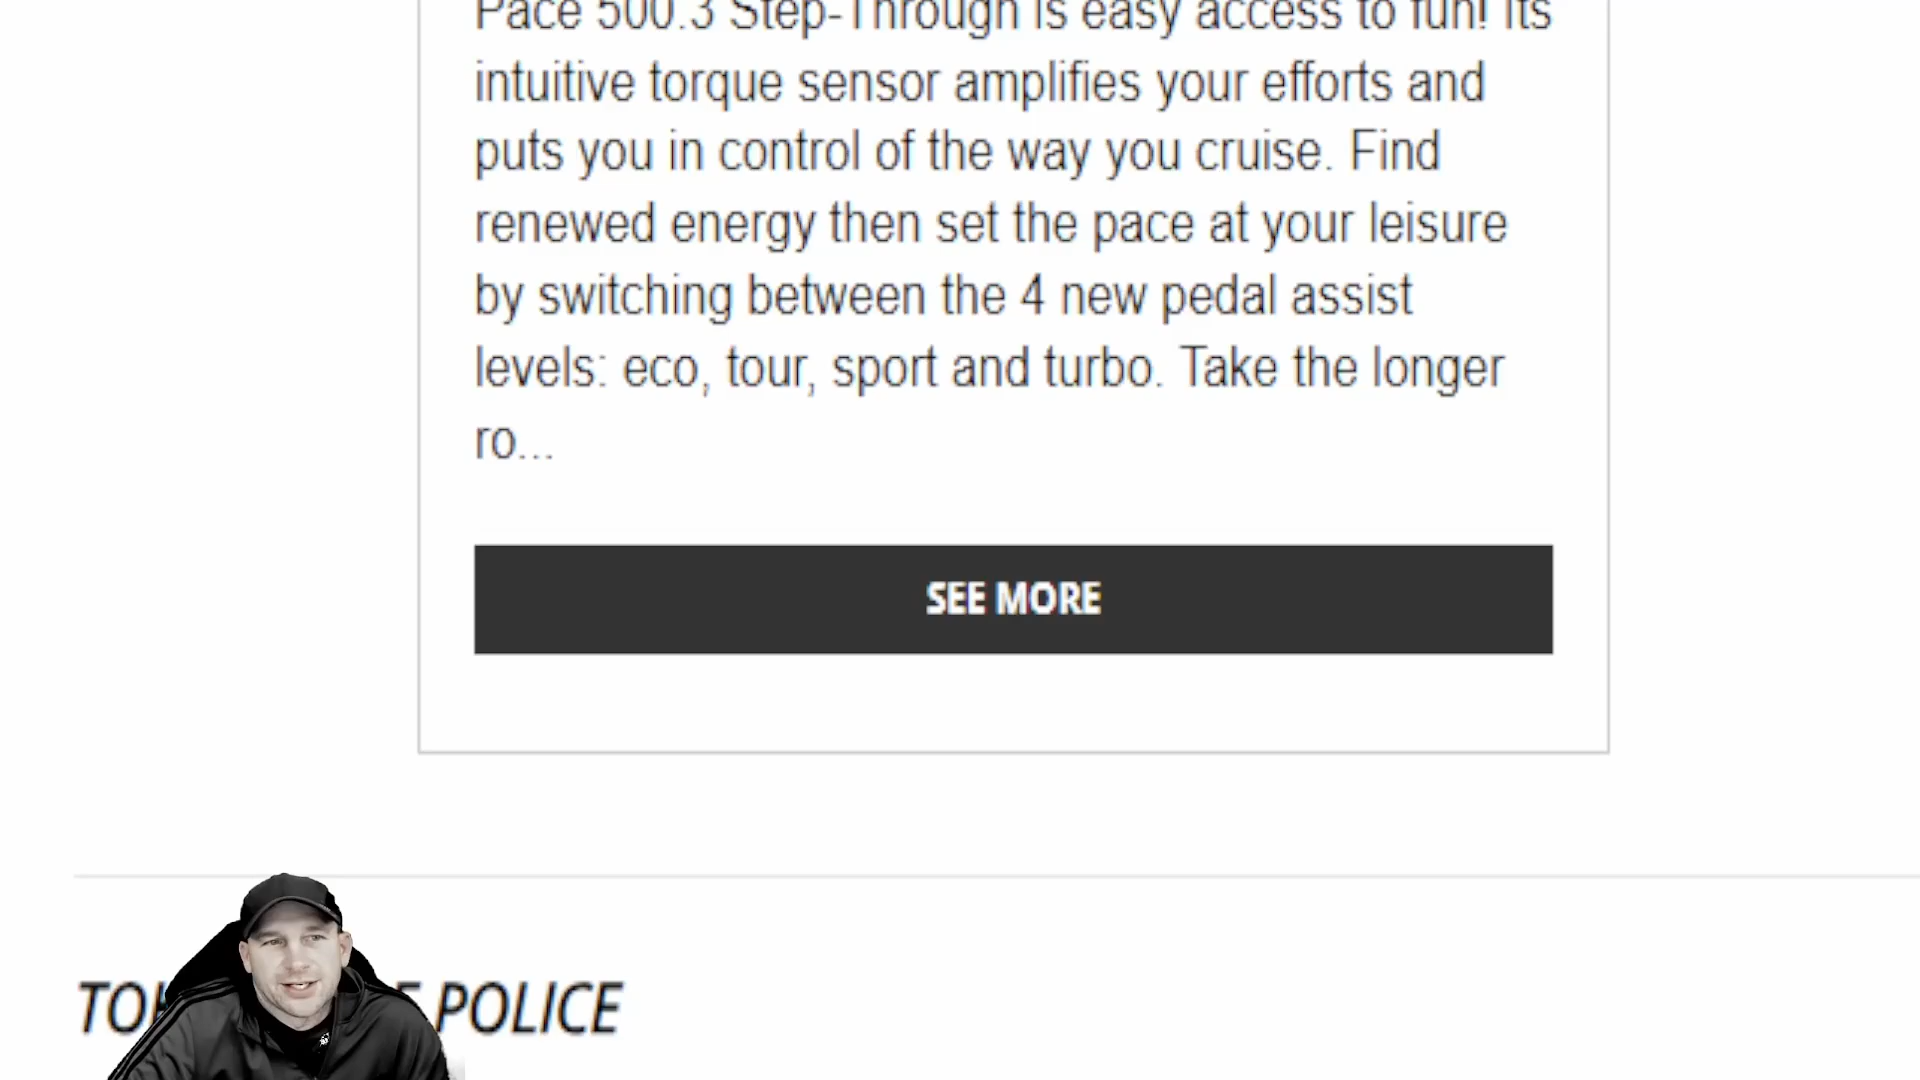 Pace 500.3 Step-Through is easy access to fun! Its
intuitive torque sensor amplifies your efforts and
puts you in control of the way you cruise. Find
renewed energy then set the pace at your leisure
by switching between the 4 new pedal assist
levels: eco, tour, sport and turbo. Take the longer
ro...
SEE MORE
POLICE